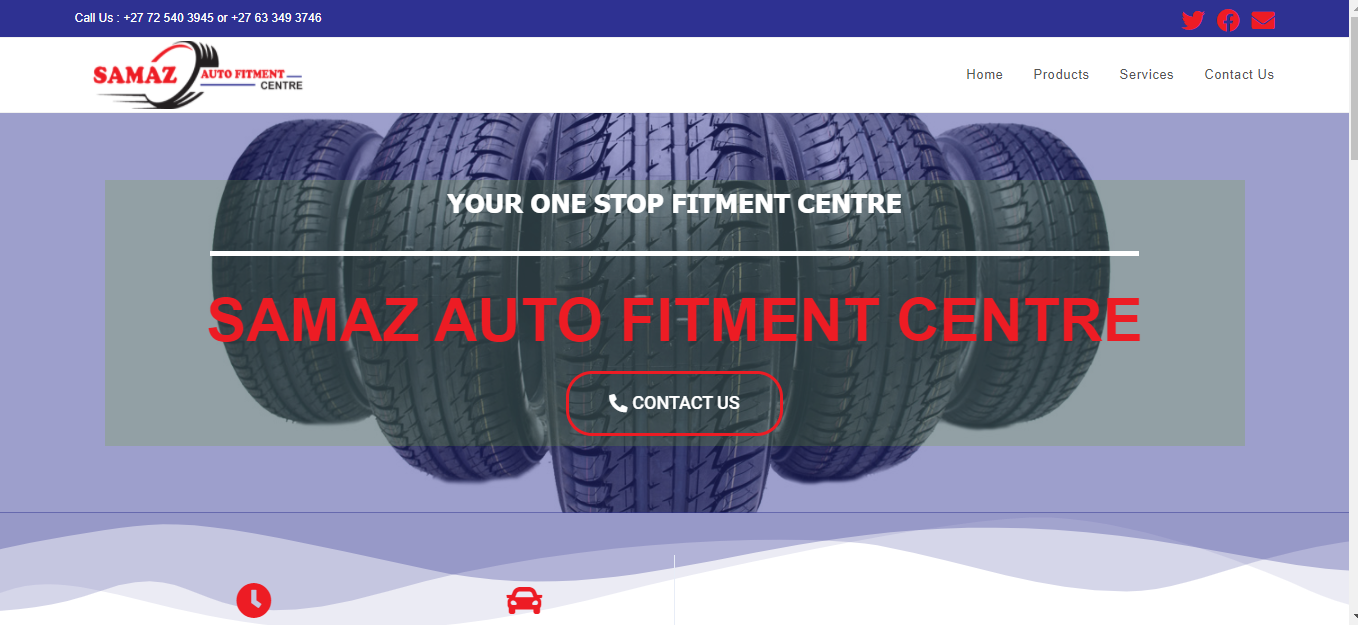 Call Us : +27 72 540 3945 or +27 63 349 3746
SAMAZ AUTO FITMENT
CENTRE
Home Products Services Contact Us
YOUR ONE STOP FITMENT CENTRE
SAMAZ AUTO FITMENT CENTRE
CONTACT US